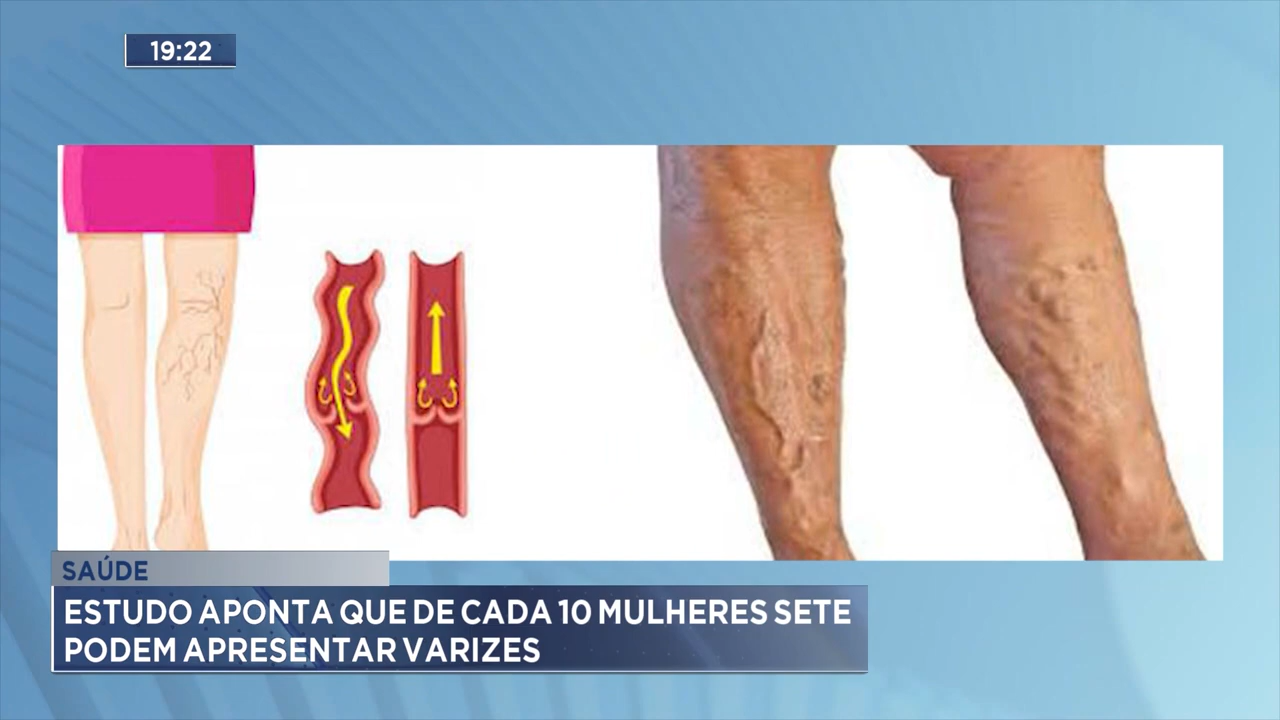 19:22
SAÚDE
ESTUDO APONTA QUE DE CADA 10 MULHERES SETE
PODEM APRESENTAR VARIZES